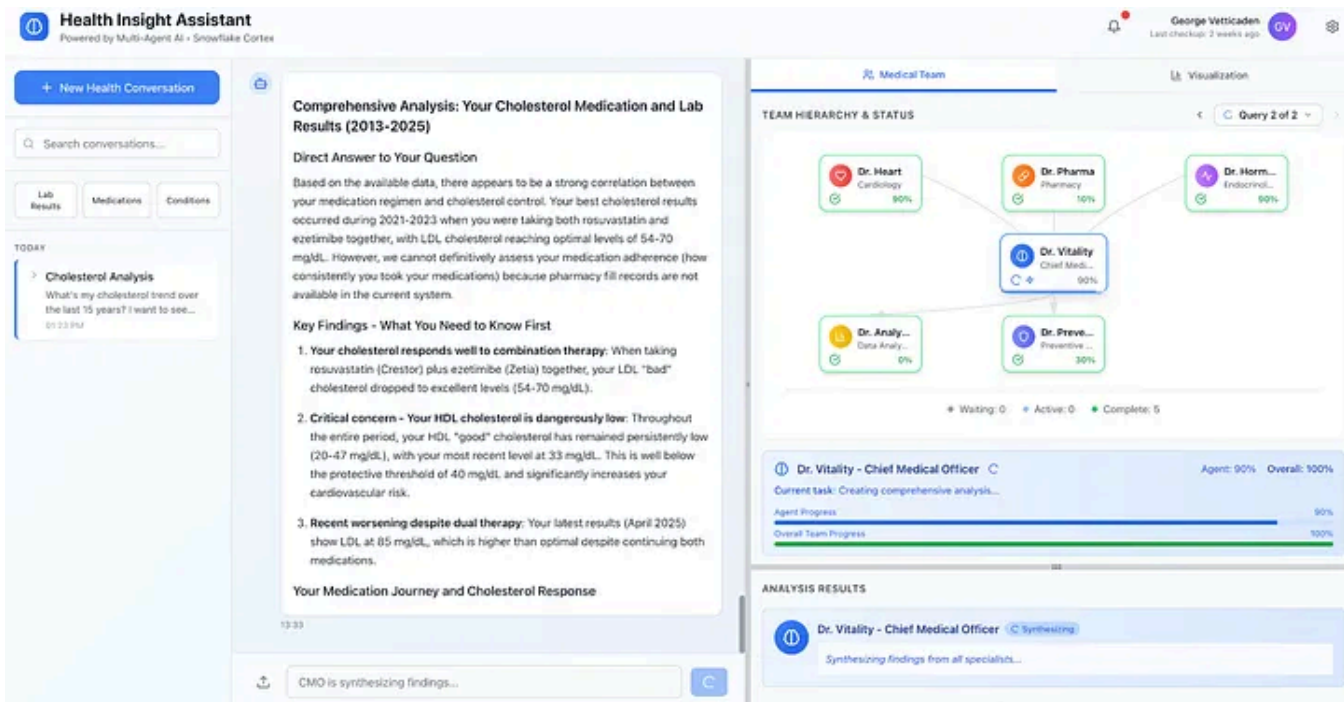 Health Insight Assistant
Powered by Multi-Agent AI • Snowflake Cortex
George Vetticaden
Last checkup: 2 weeks ago
GV
+ New Health Conversation
Search conversations...
Lab
Results
Medications
Conditions
TODAY
Cholesterol Analysis
What's my cholesterol trend over
the last 15 years? I want to see...
01:23 PM
Comprehensive Analysis: Your Cholesterol Medication and Lab
Results (2013-2025)
Direct Answer to Your Question
Based on the available data, there appears to be a strong correlation between
your medication regimen and cholesterol control. Your best cholesterol results
occurred during 2021-2023 when you were taking both rosuvastatin and
ezetimibe together, with LDL cholesterol reaching optimal levels of 54-70
mg/dL. However, we cannot definitively assess your medication adherence (how
consistently you took your medications) because pharmacy fill records are not
available in the current system.
Key Findings - What You Need to Know First
1. Your cholesterol responds well to combination therapy: When taking
rosuvastatin (Crestor) plus ezetimibe (Zetia) together, your LDL "bad"
cholesterol dropped to excellent levels (54-70 mg/dL).
2. Critical concern - Your HDL cholesterol is dangerously low: Throughout
the entire period, your HDL "good" cholesterol has remained persistently low
(20-47 mg/dL), with your most recent level at 33 mg/dL. This is well below
the protective threshold of 40 mg/dL and significantly increases your
cardiovascular risk.
3. Recent worsening despite dual therapy: Your latest results (April 2025)
show LDL at 85 mg/dL, which is higher than optimal despite continuing both
medications.
Your Medication Journey and Cholesterol Response
13:33
CMO is synthesizing findings...
Medical Team
Visualization
TEAM HIERARCHY & STATUS
Query 2 of 2
Dr. Heart
Cardiology
90%
Dr. Pharma
Pharmacy
10%
Dr. Horm...
Endocrinol...
90%
Dr. Vitality
Chief Medi...
90%
Dr. Analy...
Data Analy...
0%
Dr. Preve...
Preventive ...
30%
Waiting: 0
Active: 0
Complete: 5
Dr. Vitality - Chief Medical Officer
Agent: 90% Overall: 100%
Current task: Creating comprehensive analysis...
Agent Progress
90%
Overall Team Progress
100%
ANALYSIS RESULTS
Dr. Vitality - Chief Medical Officer
Synthesizing
Synthesizing findings from all specialists...